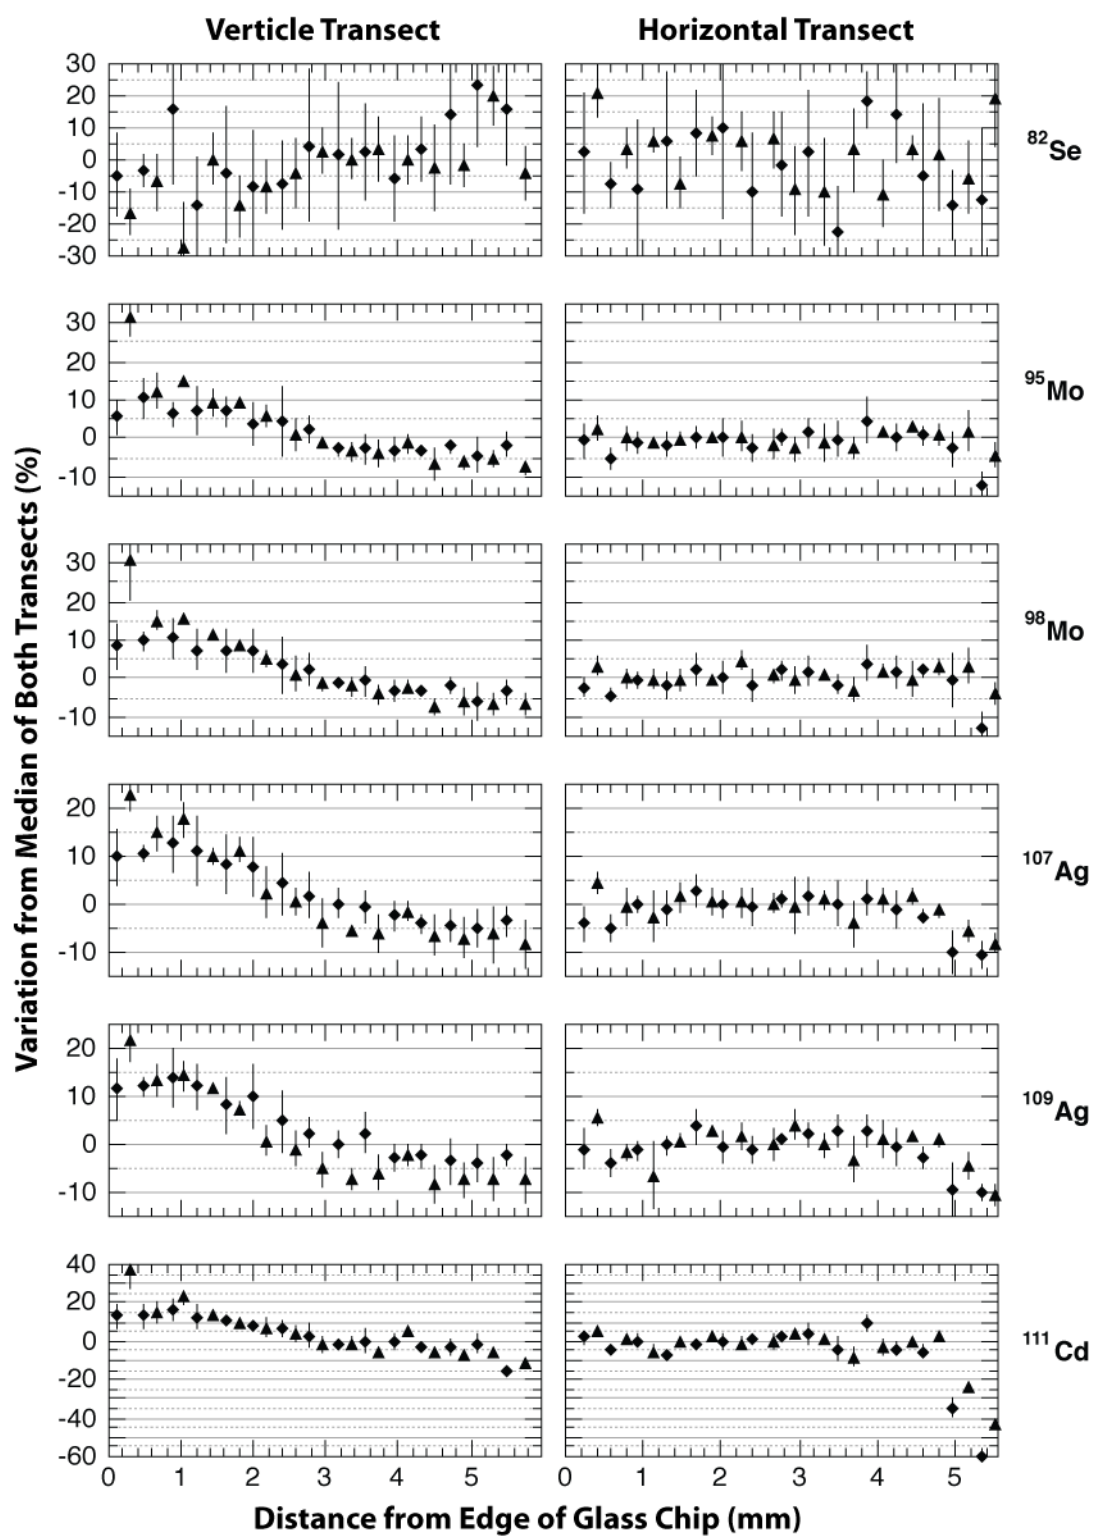 Verticle Transect
Horizontal Transect
30
20
10
0
-10
-20
-30
82Se
30
20
10
0
-10
95Mo
30
20
10
0
-10
98Mo
20
10
0
-10
107Ag
20
10
0
-10
109Ag
40
20
0
-20
-40
-60
111Cd
0 1 2 3 4 5
0 1 2 3 4 5
Variation from Median of Both Transects (%)
Distance from Edge of Glass Chip (mm)